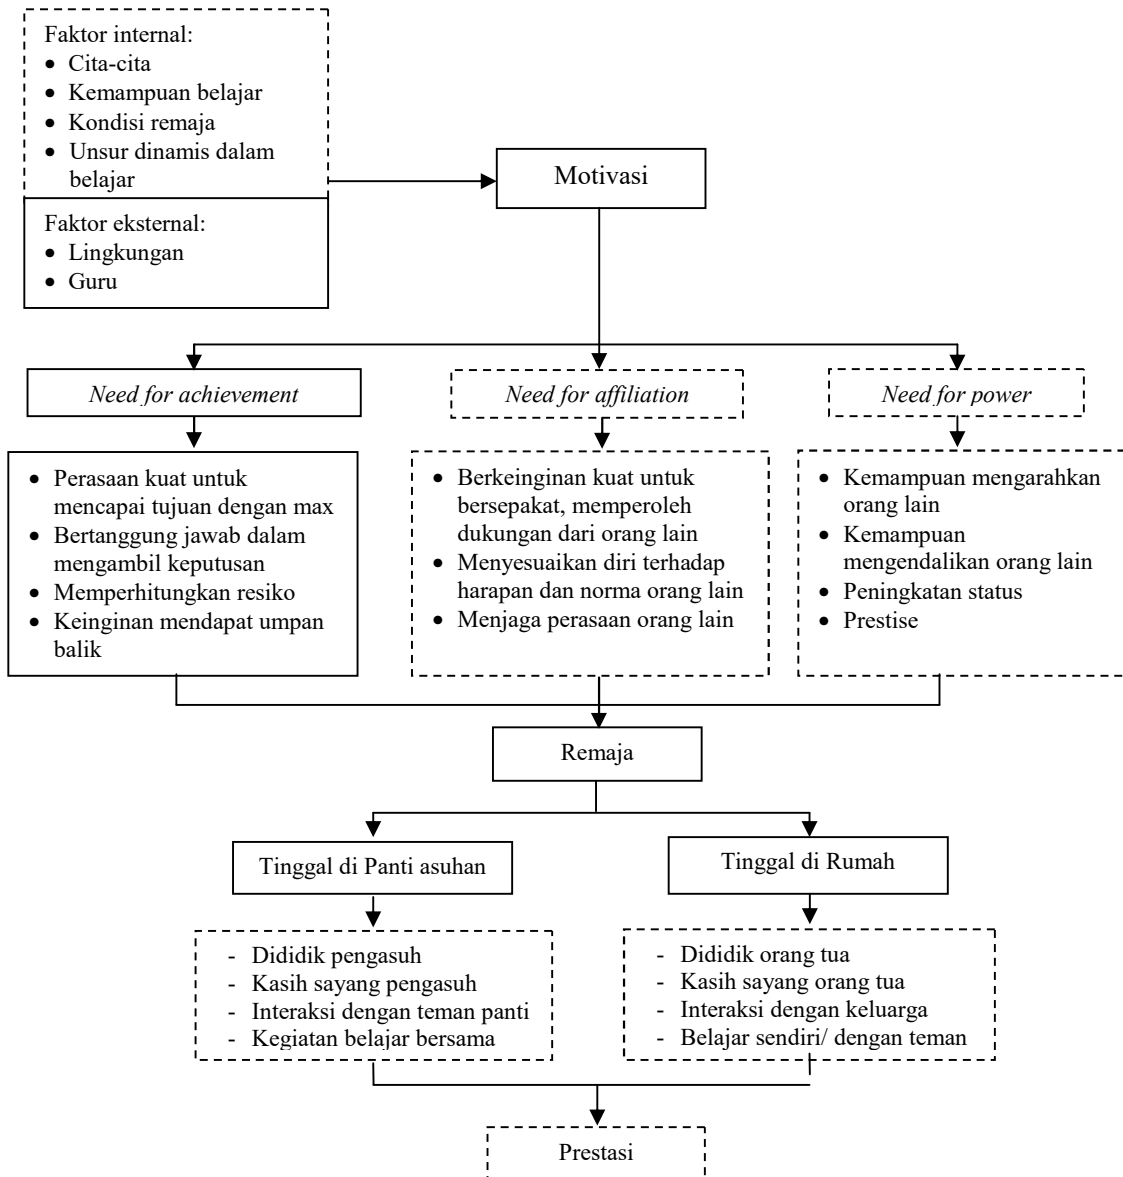 Faktor internal:
• Cita-cita
• Kemampuan belajar
• Kondisi remaja
• Unsur dinamis dalam
belajar
Faktor eksternal:
• Lingkungan
• Guru
Motivasi
Need for achievement
Need for affiliation
Need for power
• Perasaan kuat untuk
mencapai tujuan dengan max
• Bertanggung jawab dalam
mengambil keputusan
• Memperhitungkan resiko
• Keinginan mendapat umpan
balik
• Berkeinginan kuat untuk
bersepakat, memperoleh
dukungan dari orang lain
• Menyesuaikan diri terhadap
harapan dan norma orang lain
• Menjaga perasaan orang lain
• Kemampuan mengarahkan
orang lain
• Kemampuan
mengendalikan orang lain
• Peningkatan status
• Prestise
Remaja
Tinggal di Panti asuhan
Tinggal di Rumah
- Dididik pengasuh
- Kasih sayang pengasuh
- Interaksi dengan teman panti
- Kegiatan belajar bersama
- Dididik orang tua
- Kasih sayang orang tua
- Interaksi dengan keluarga
- Belajar sendiri/ dengan teman
Prestasi